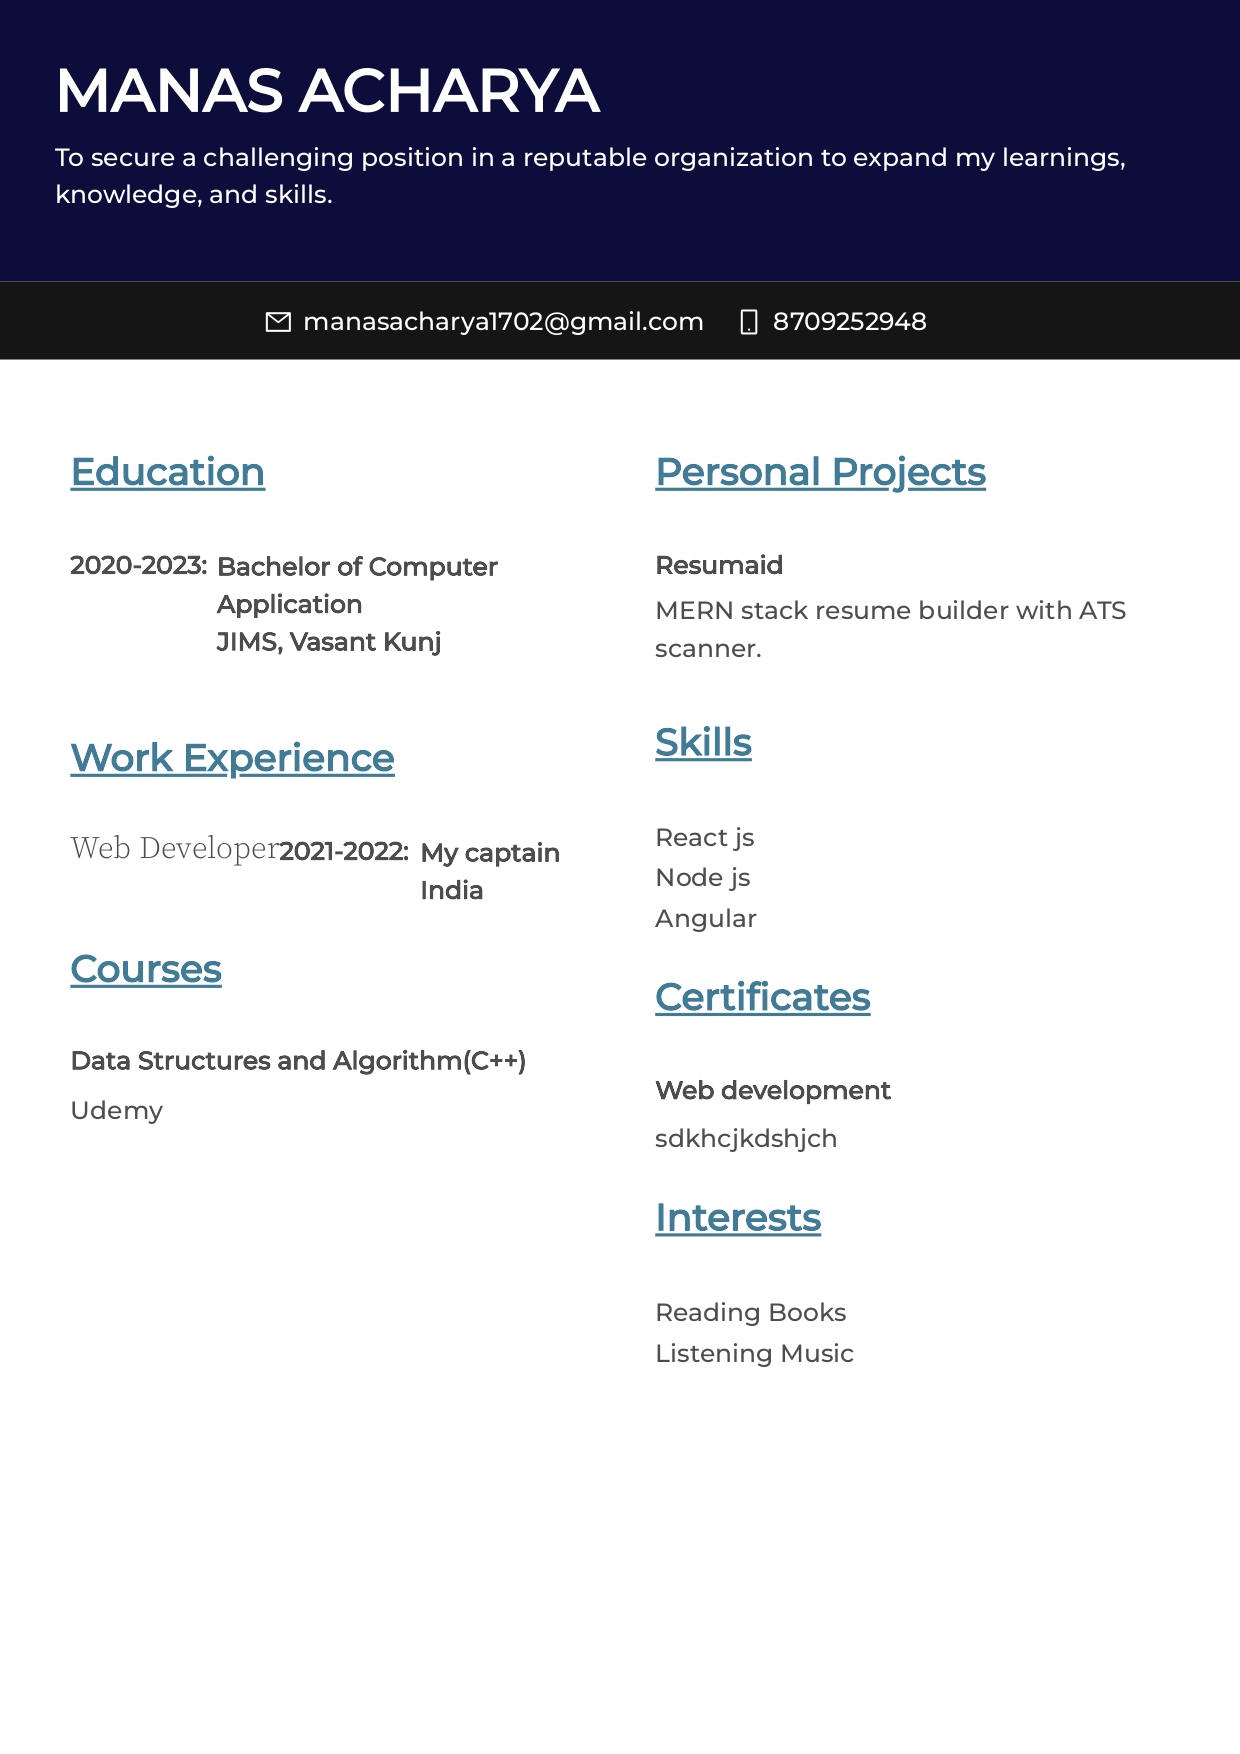 MANAS ACHARYA
To secure a challenging position in a reputable organization to expand my learnings,
knowledge, and skills.
manasacharya1702@gmail.com 8709252948
Education
2020-2023: Bachelor of Computer
Application
JIMS, Vasant Kunj
Work Experience
Web Developer2021-2022: My captain
India
Courses
Data Structures and Algorithm(C++)
Udemy
Personal Projects
Resumaid
MERN stack resume builder with ATS
scanner.
Skills
React js
Node js
Angular
Certificates
Web development
sdkhcjkdshjch
Interests
Reading Books
Listening Music